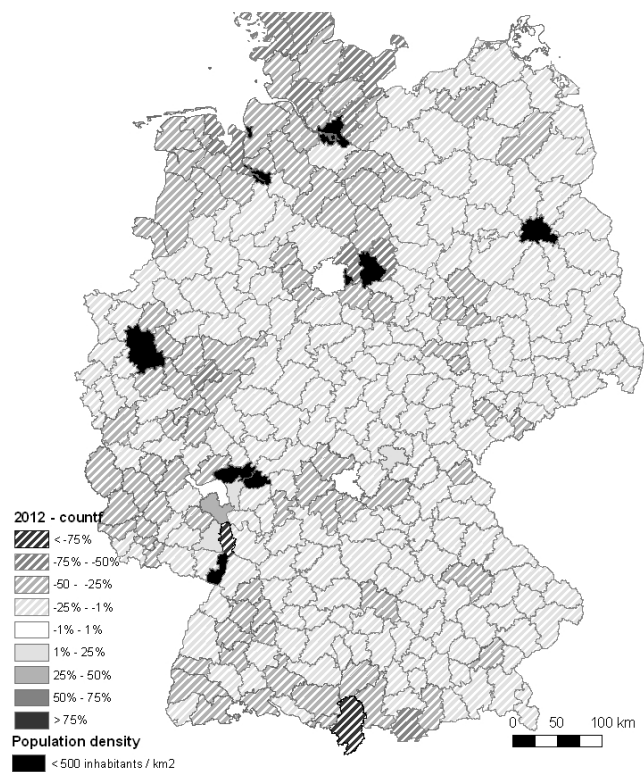 2012 - countf
< -75%
-75% - -50%
-50 - -25%
-25% - -1%
-1% - 1%
1% - 25%
25% - 50%
50% - 75%
>75%
Population density
<500 inhabitants / km2
0 50 100 km